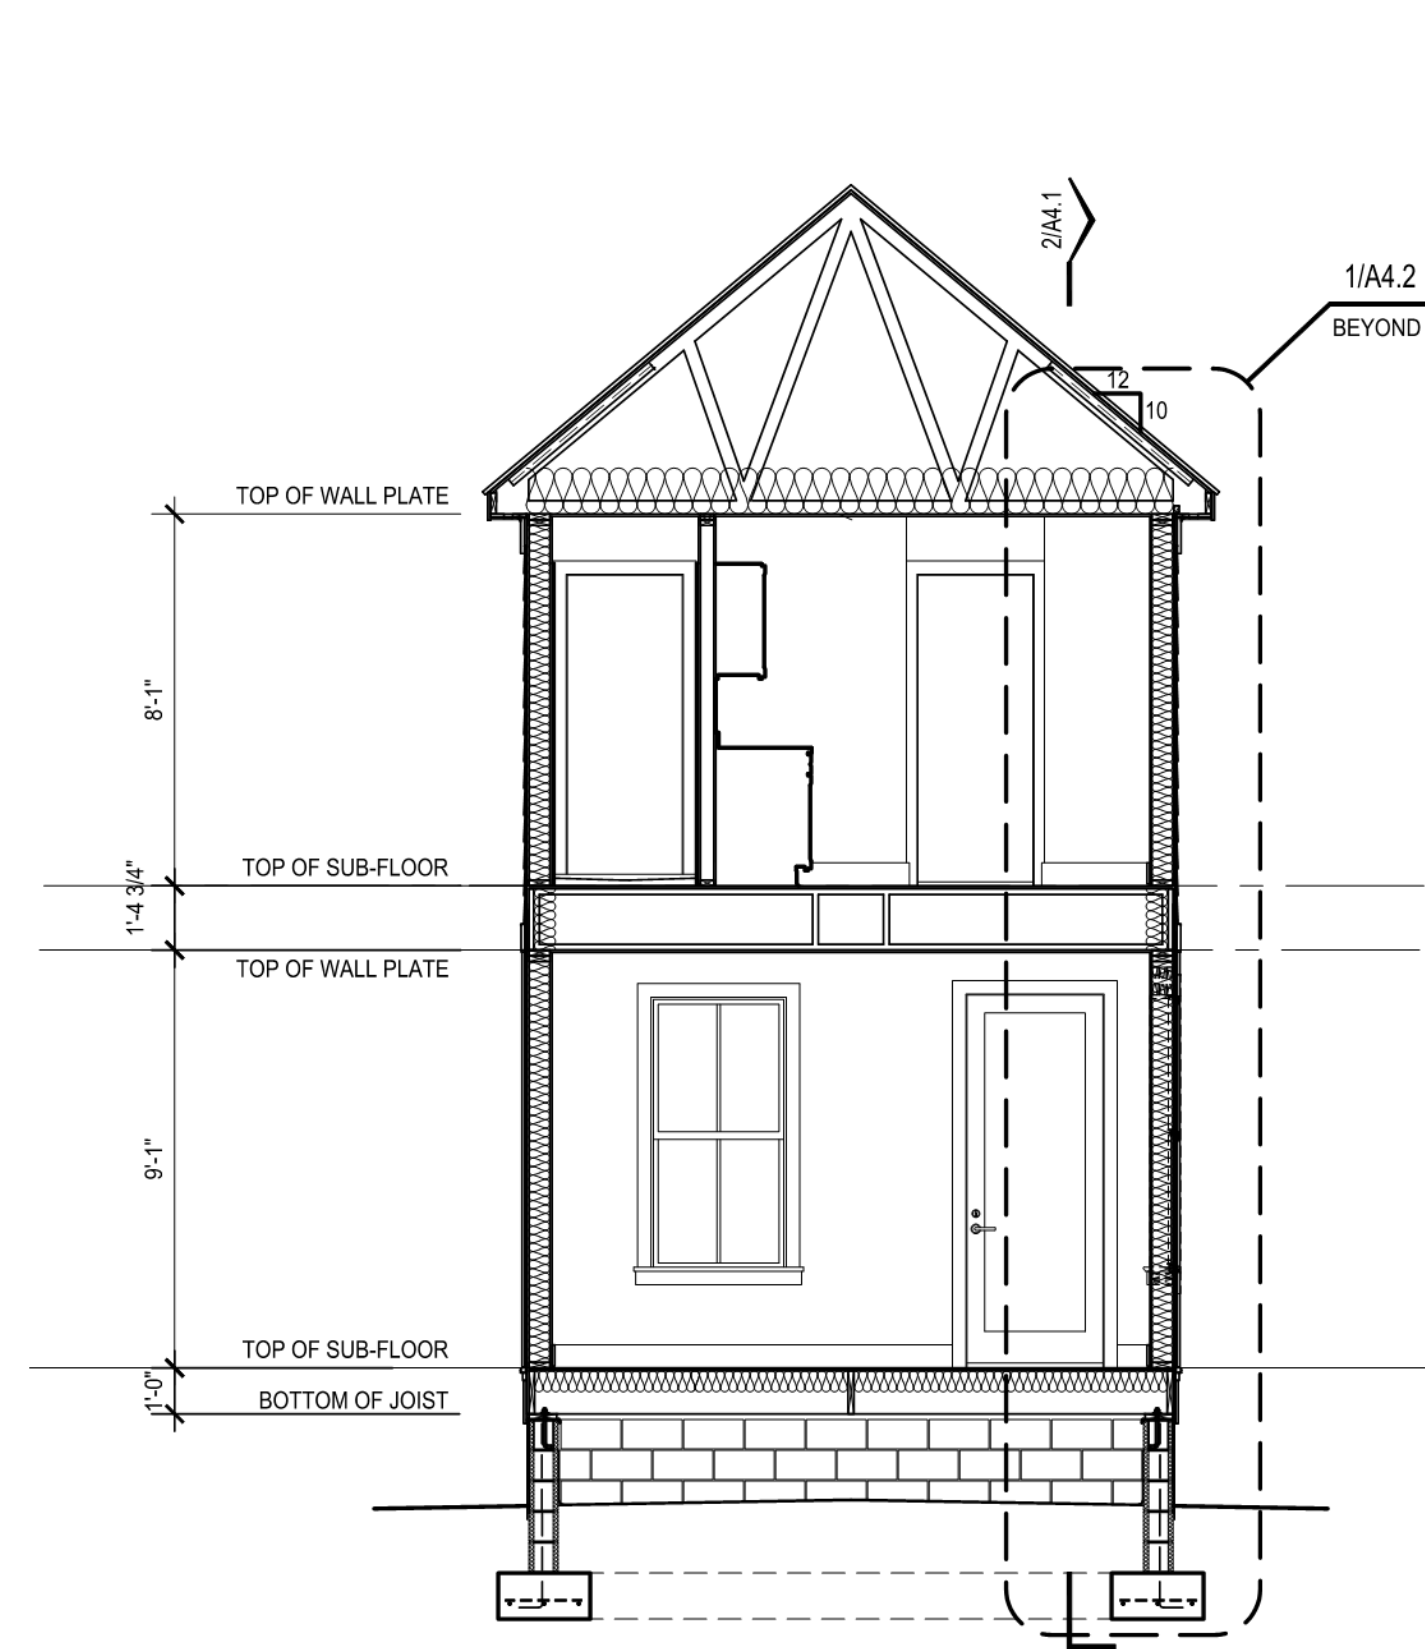 2/A4.1
1/A4.2
BEYOND
12
10
TOP OF WALL PLATE
8'-1"
TOP OF SUB-FLOOR
1'-4 3/4"
TOP OF WALL PLATE
9'-1"
TOP OF SUB-FLOOR
1'-0"
BOTTOM OF JOIST